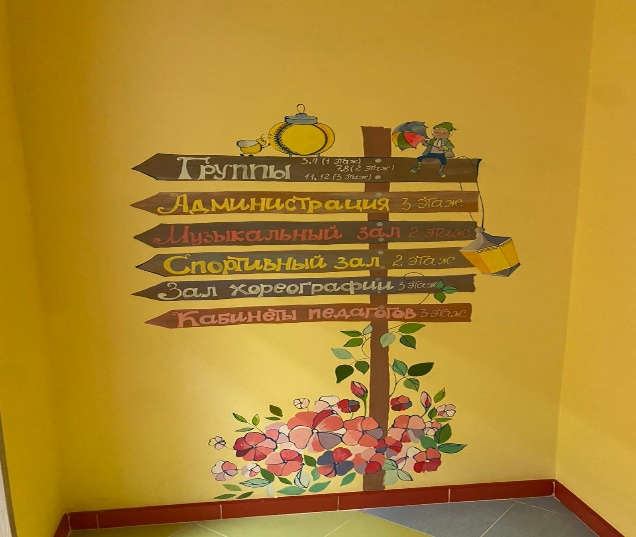 Группы 3,4 (1 этаж)
7,8 (2 этаж)
11,12 (3 этаж)
Администрация 3 этаж
Музыкальный зал 2 этаж
Спортивный зал 2 этаж
Зал хореографии 3 этаж
Кабинеты педагогов 3 этаж